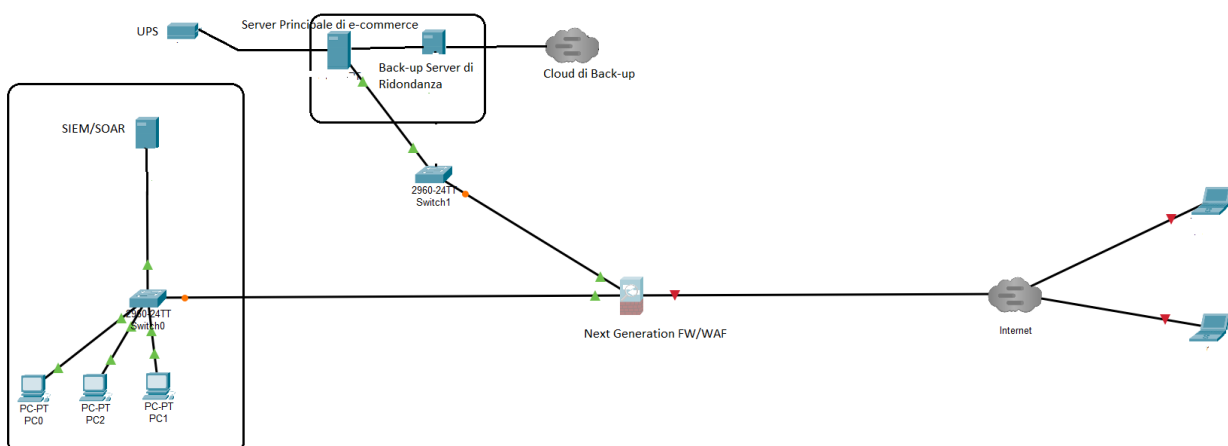 Server Principale di e-commerce
UPS
Back-up Server di
Ridondanza
Cloud di Back-up
SIEM/SOAR
2960-24TT
Switch1
2960-24TT
Switch0
Next Generation FW/WAF
Internet
PC-PT
PC0
PC-PT
PC2
PC-PT
PC1